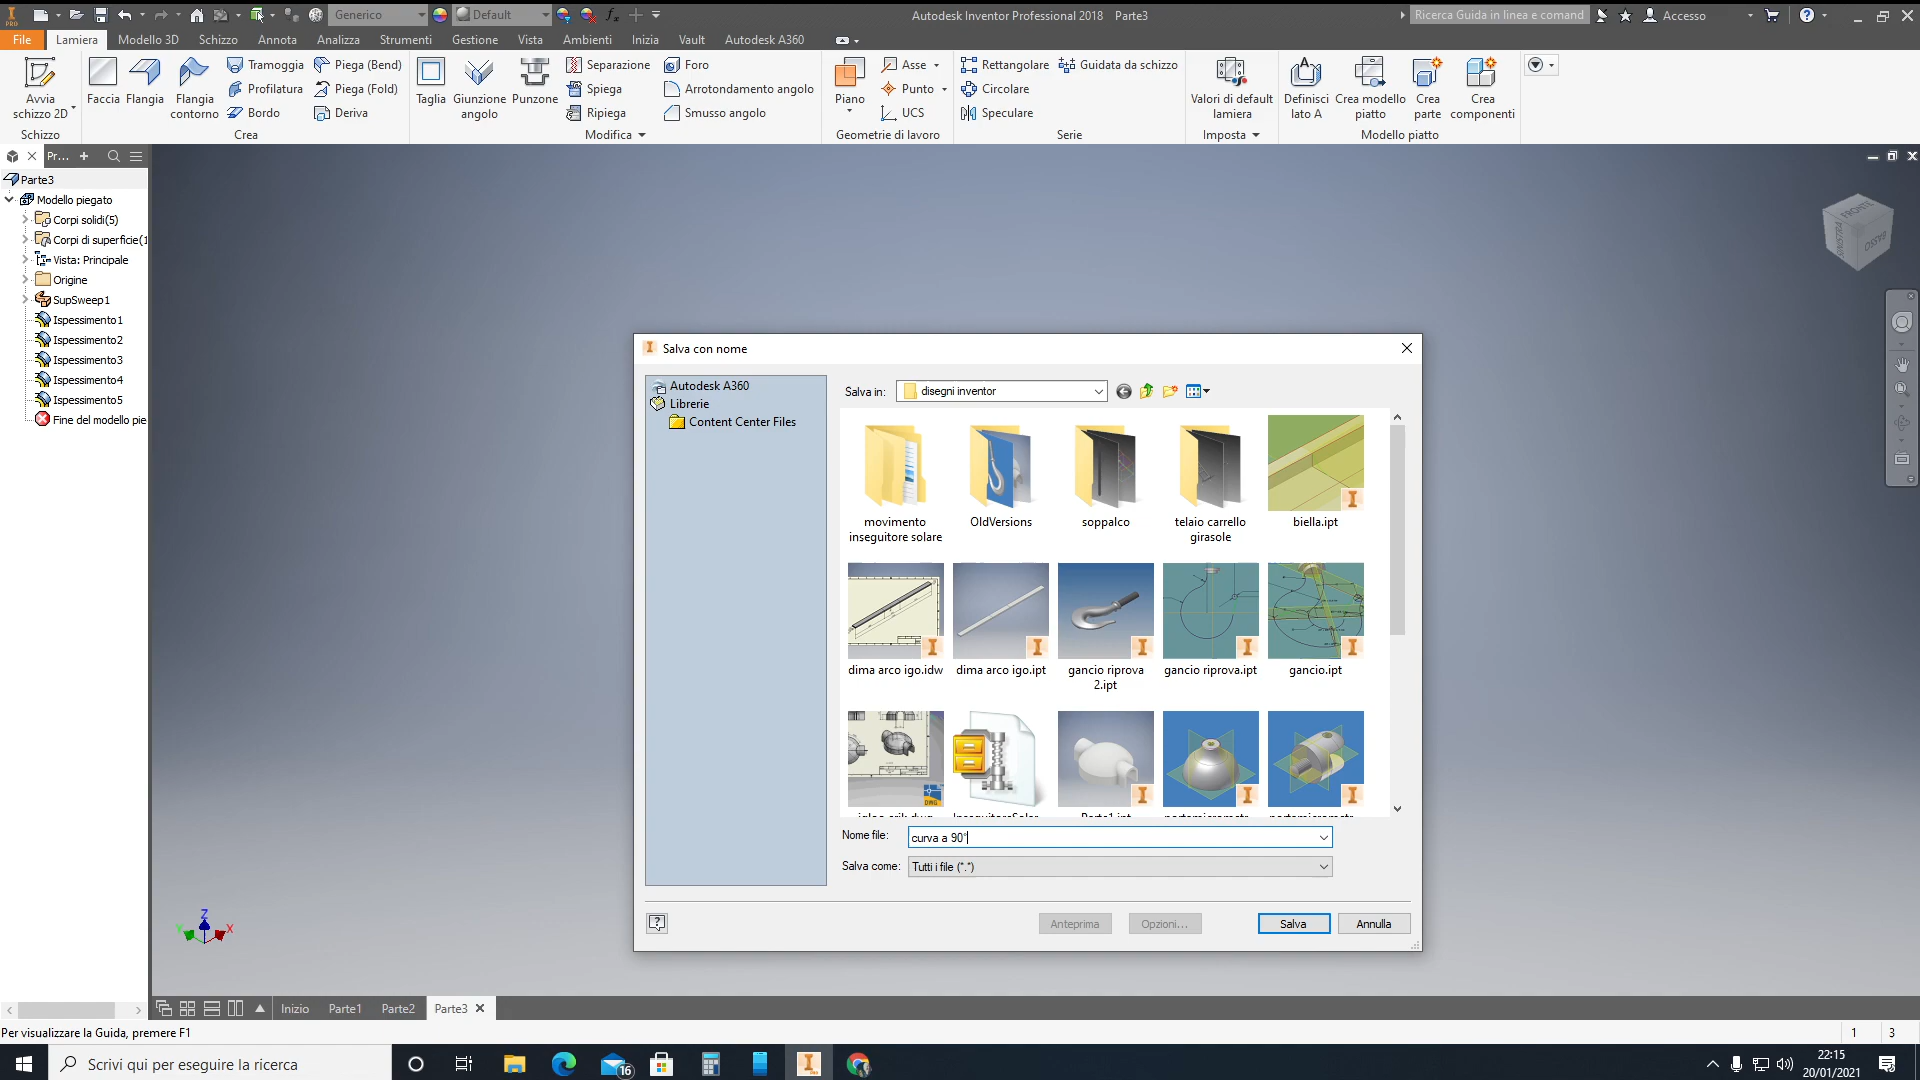 PRO
Generico
Default
Autodesk Inventor Professional 2018 Parte3
Ricerca Guida in linea e comand
Accesso
File
Lamiera
Modello 3D
Schizzo
Annota
Analizza
Strumenti
Gestione
Vista
Ambienti
Inizia
Vault
Autodesk A360
Avvia
schizzo 2D
Faccia
Flangia
Flangia
contorno
Tramoggia
Profilatura
Bordo
Piega (Bend)
Piega (Fold)
Deriva
Taglia
Giunzione
angolo
Punzone
Separazione
Spiega
Ripiega
Foro
Arrotondamento angolo
Smusso angolo
Piano
Asse
Punto
UCS
Rettangolare
Circolare
Speculare
Guidata da schizzo
Valori di default
lamiera
Definisci
lato A
Crea modello
piatto
Crea
parte
Crea
componenti
Schizzo
Crea
Modifica
Geometrie di lavoro
Serie
Imposta
Modello piatto
Pr...
Parte3
Modello piegato
Corpi solidi(5)
Corpi di superficie(1
Vista: Principale
Origine
SupSweep1
Ispessimento1
Ispessimento2
Ispessimento3
Ispessimento4
Ispessimento5
Fine del modello pie
FRONTE
SINISTRA
BASSO
Salva con nome
Autodesk A360
Librerie
Content Center Files
Salva in:
disegni inventor
movimento
inseguitore solare
OldVersions
soppalco
telaio carrello
girasole
biella.ipt
dima arco igo.idw
dima arco igo.ipt
gancio riprova
2.ipt
gancio riprova.ipt
gancio.ipt
DWG
Nome file:
curva a 90°
Salva come:
Tutti i file (*.*)
Anteprima
Opzioni...
Salva
Annulla
Z
Y
X
Inizio
Parte1
Parte2
Parte3
Per visualizzare la Guida, premere F1
1
3
Scrivi qui per eseguire la ricerca
16
22:15
20/01/2021